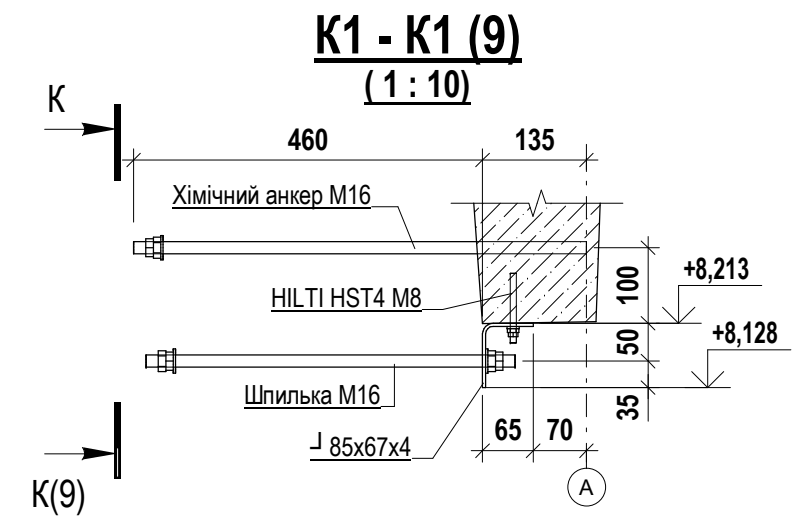 К1 - К1 (9)
( 1 : 10)
К
460
135
Хімічний анкер М16
HILTI HST4 M8
100
+8,213
50
+8,128
Шпилька М16
35
65
70
┘ 85х67х4
А
К(9)